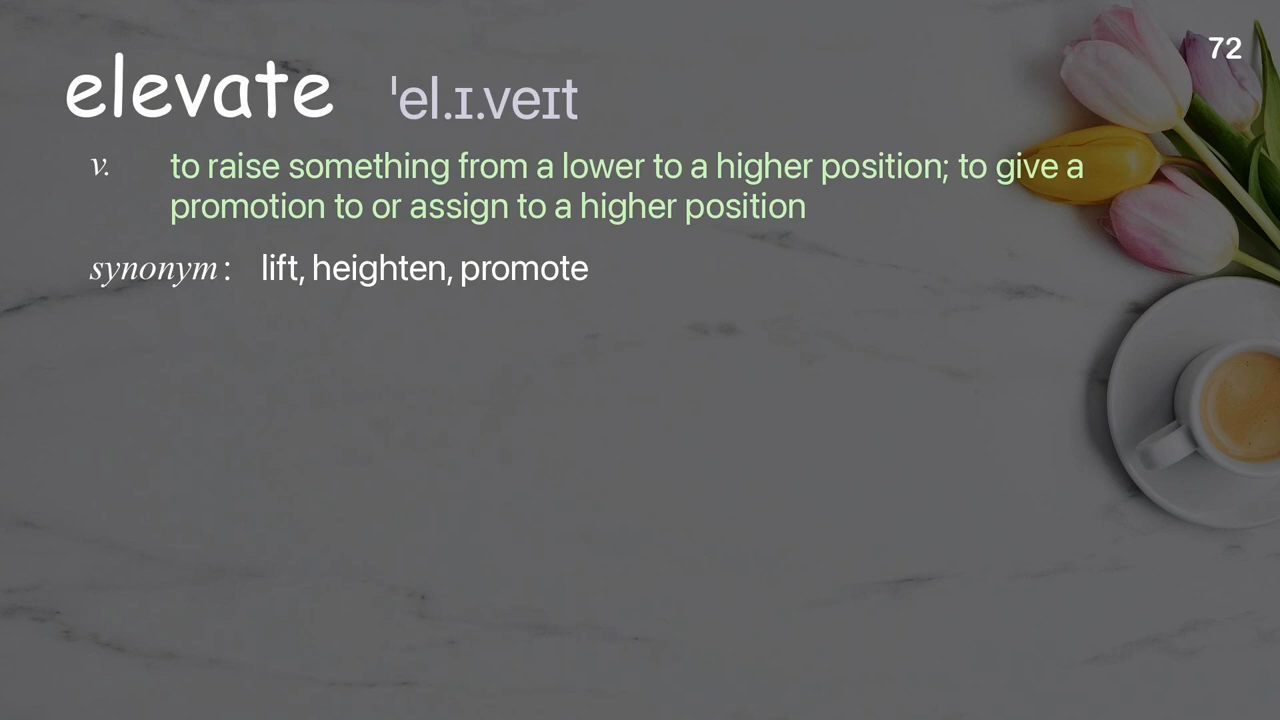 72
elevate ˈel.ɪ.veɪt
v. to raise something from a lower to a higher position; to give a
promotion to or assign to a higher position
synonym: lift, heighten, promote